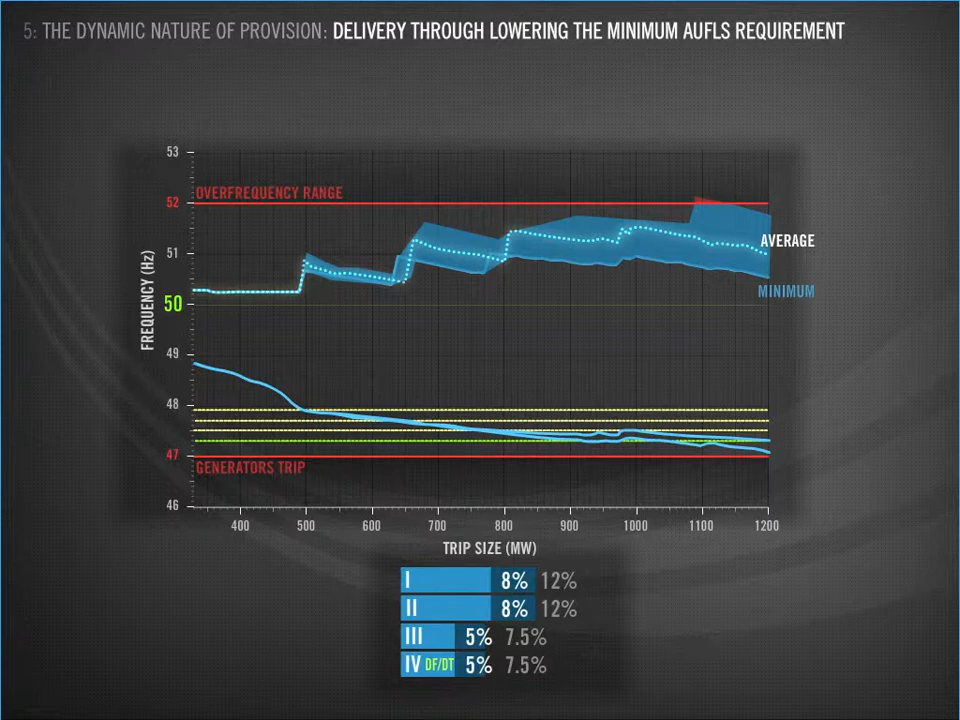 5: THE DYNAMIC NATURE OF PROVISION: DELIVERY THROUGH LOWERING THE MINIMUM AUFLS REQUIREMENT
53
52
51
50
49
48
47
46
FREQUENCY (Hz)
OVERFREQUENCY RANGE
AVERAGE
MINIMUM
GENERATORS TRIP
400 500 600 700 800 900 1000 1100 1200
TRIP SIZE (MW)
I 8% 12%
II 8% 12%
III 5% 7.5%
IV DF/DT 5% 7.5%